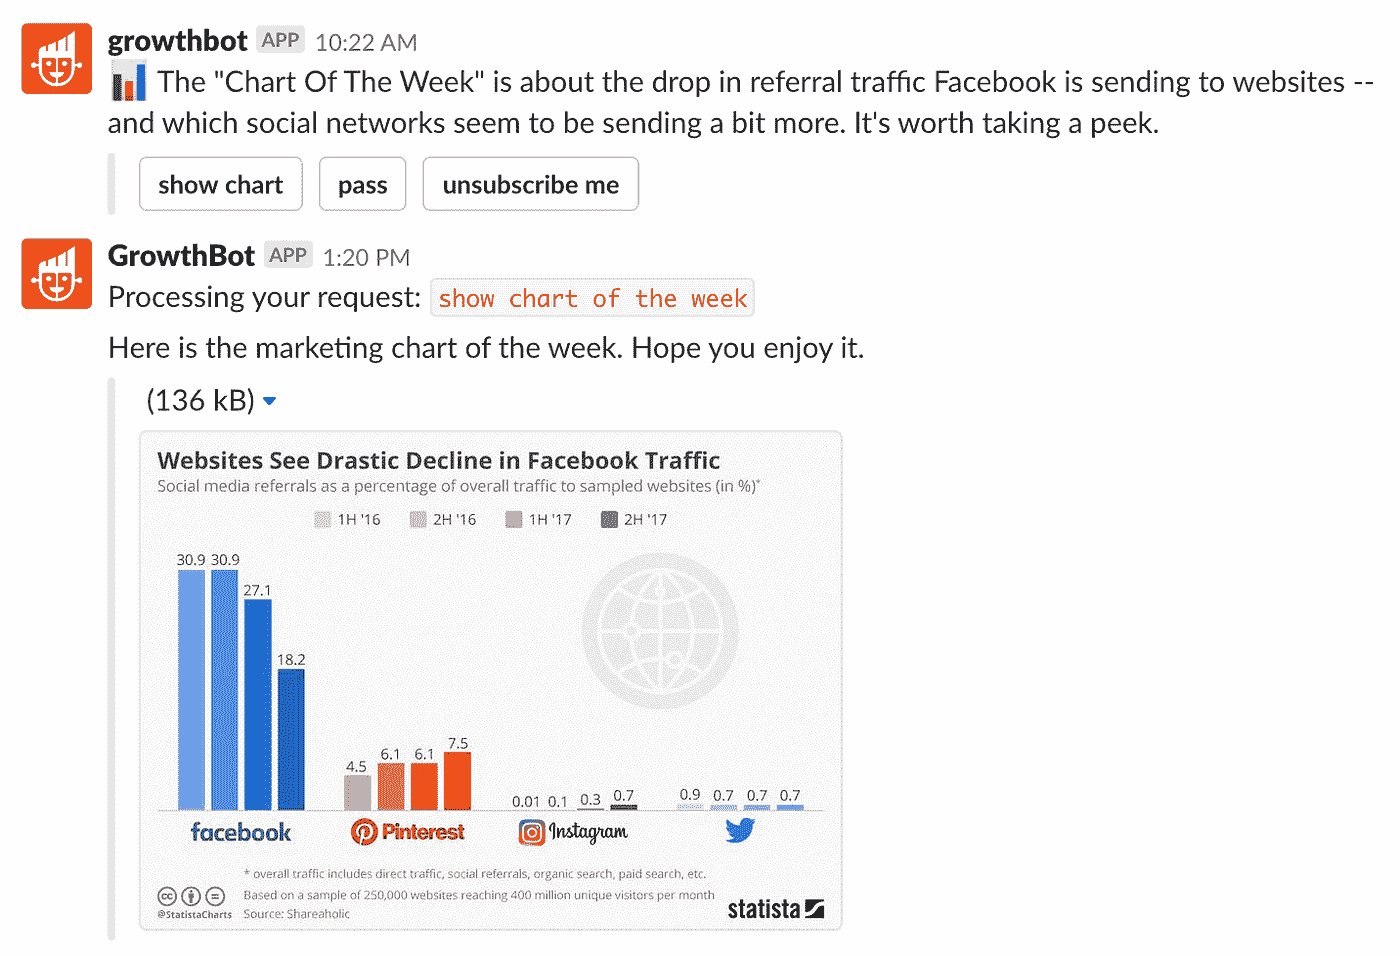 growthbot APP 10:22 AM
The "Chart Of The Week" is about the drop in referral traffic Facebook is sending to websites --
and which social networks seem to be sending a bit more. It's worth taking a peek.
show chart pass unsubscribe me
GrowthBot APP 1:20 PM
Processing your request: show chart of the week
Here is the marketing chart of the week. Hope you enjoy it.
(136 kB)
Websites See Drastic Decline in Facebook Traffic
Social media referrals as a percentage of overall traffic to sampled websites (in %)*
1H '16 2H '16 1H '17 2H '17
30.9 30.9 27.1 18.2
4.5 6.1 6.1 7.5
0.01 0.1 0.3 0.7
0.9 0.7 0.7 0.7
facebook Pinterest Instagram
* overall traffic includes direct traffic, social referrals, organic search, paid search, etc.
Based on a sample of 250,000 websites reaching 400 million unique visitors per month
cc
@StatistaCharts Source: Shareaholic
statista